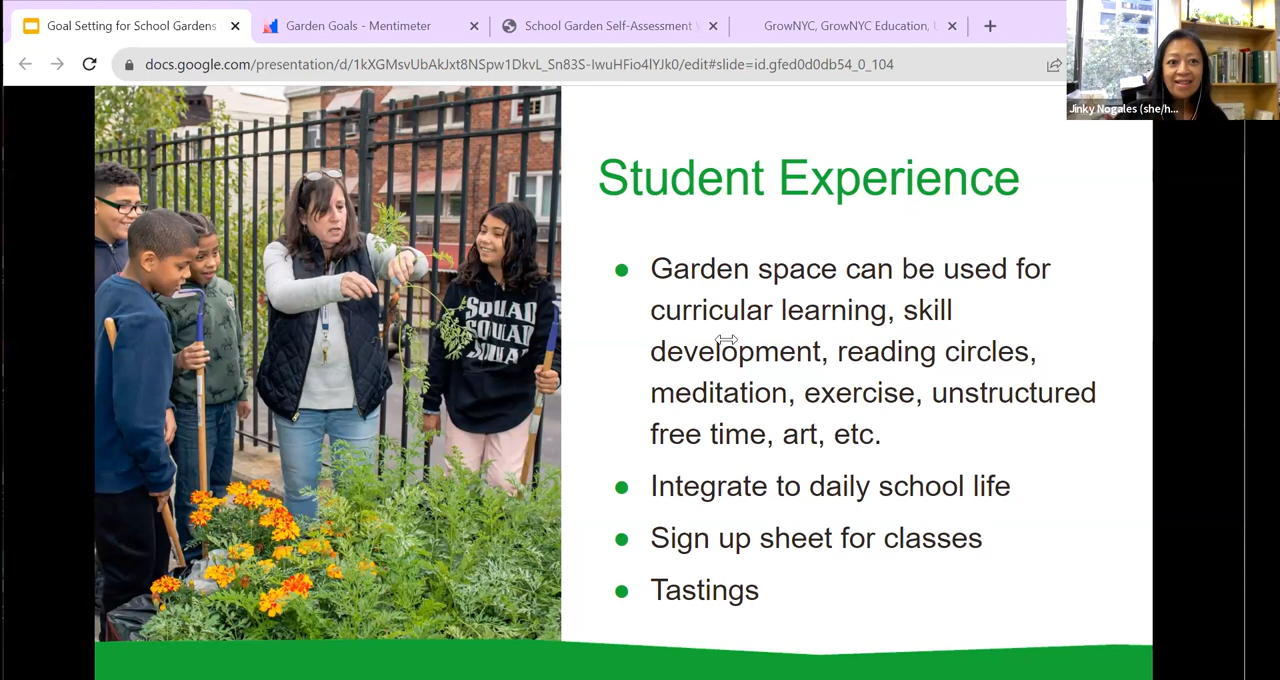 Goal Setting for School Gardens
Garden Goals - Mentimeter
School Garden Self-Assessment
GrowNYC, GrowNYC Education,
docs.google.com/presentation/d/1kXGMsvUbAkJxt8NSpw1DkvL_Sn83S-IwuHFio4lYJk0/edit#slide=id.gfed0d0db54_0_104
Jinky Nogales (she/h...
Student Experience
SQUAD
SQUAD
Garden space can be used for
curricular learning, skill
development, reading circles,
meditation, exercise, unstructured
free time, art, etc.
Integrate to daily school life
Sign up sheet for classes
Tastings